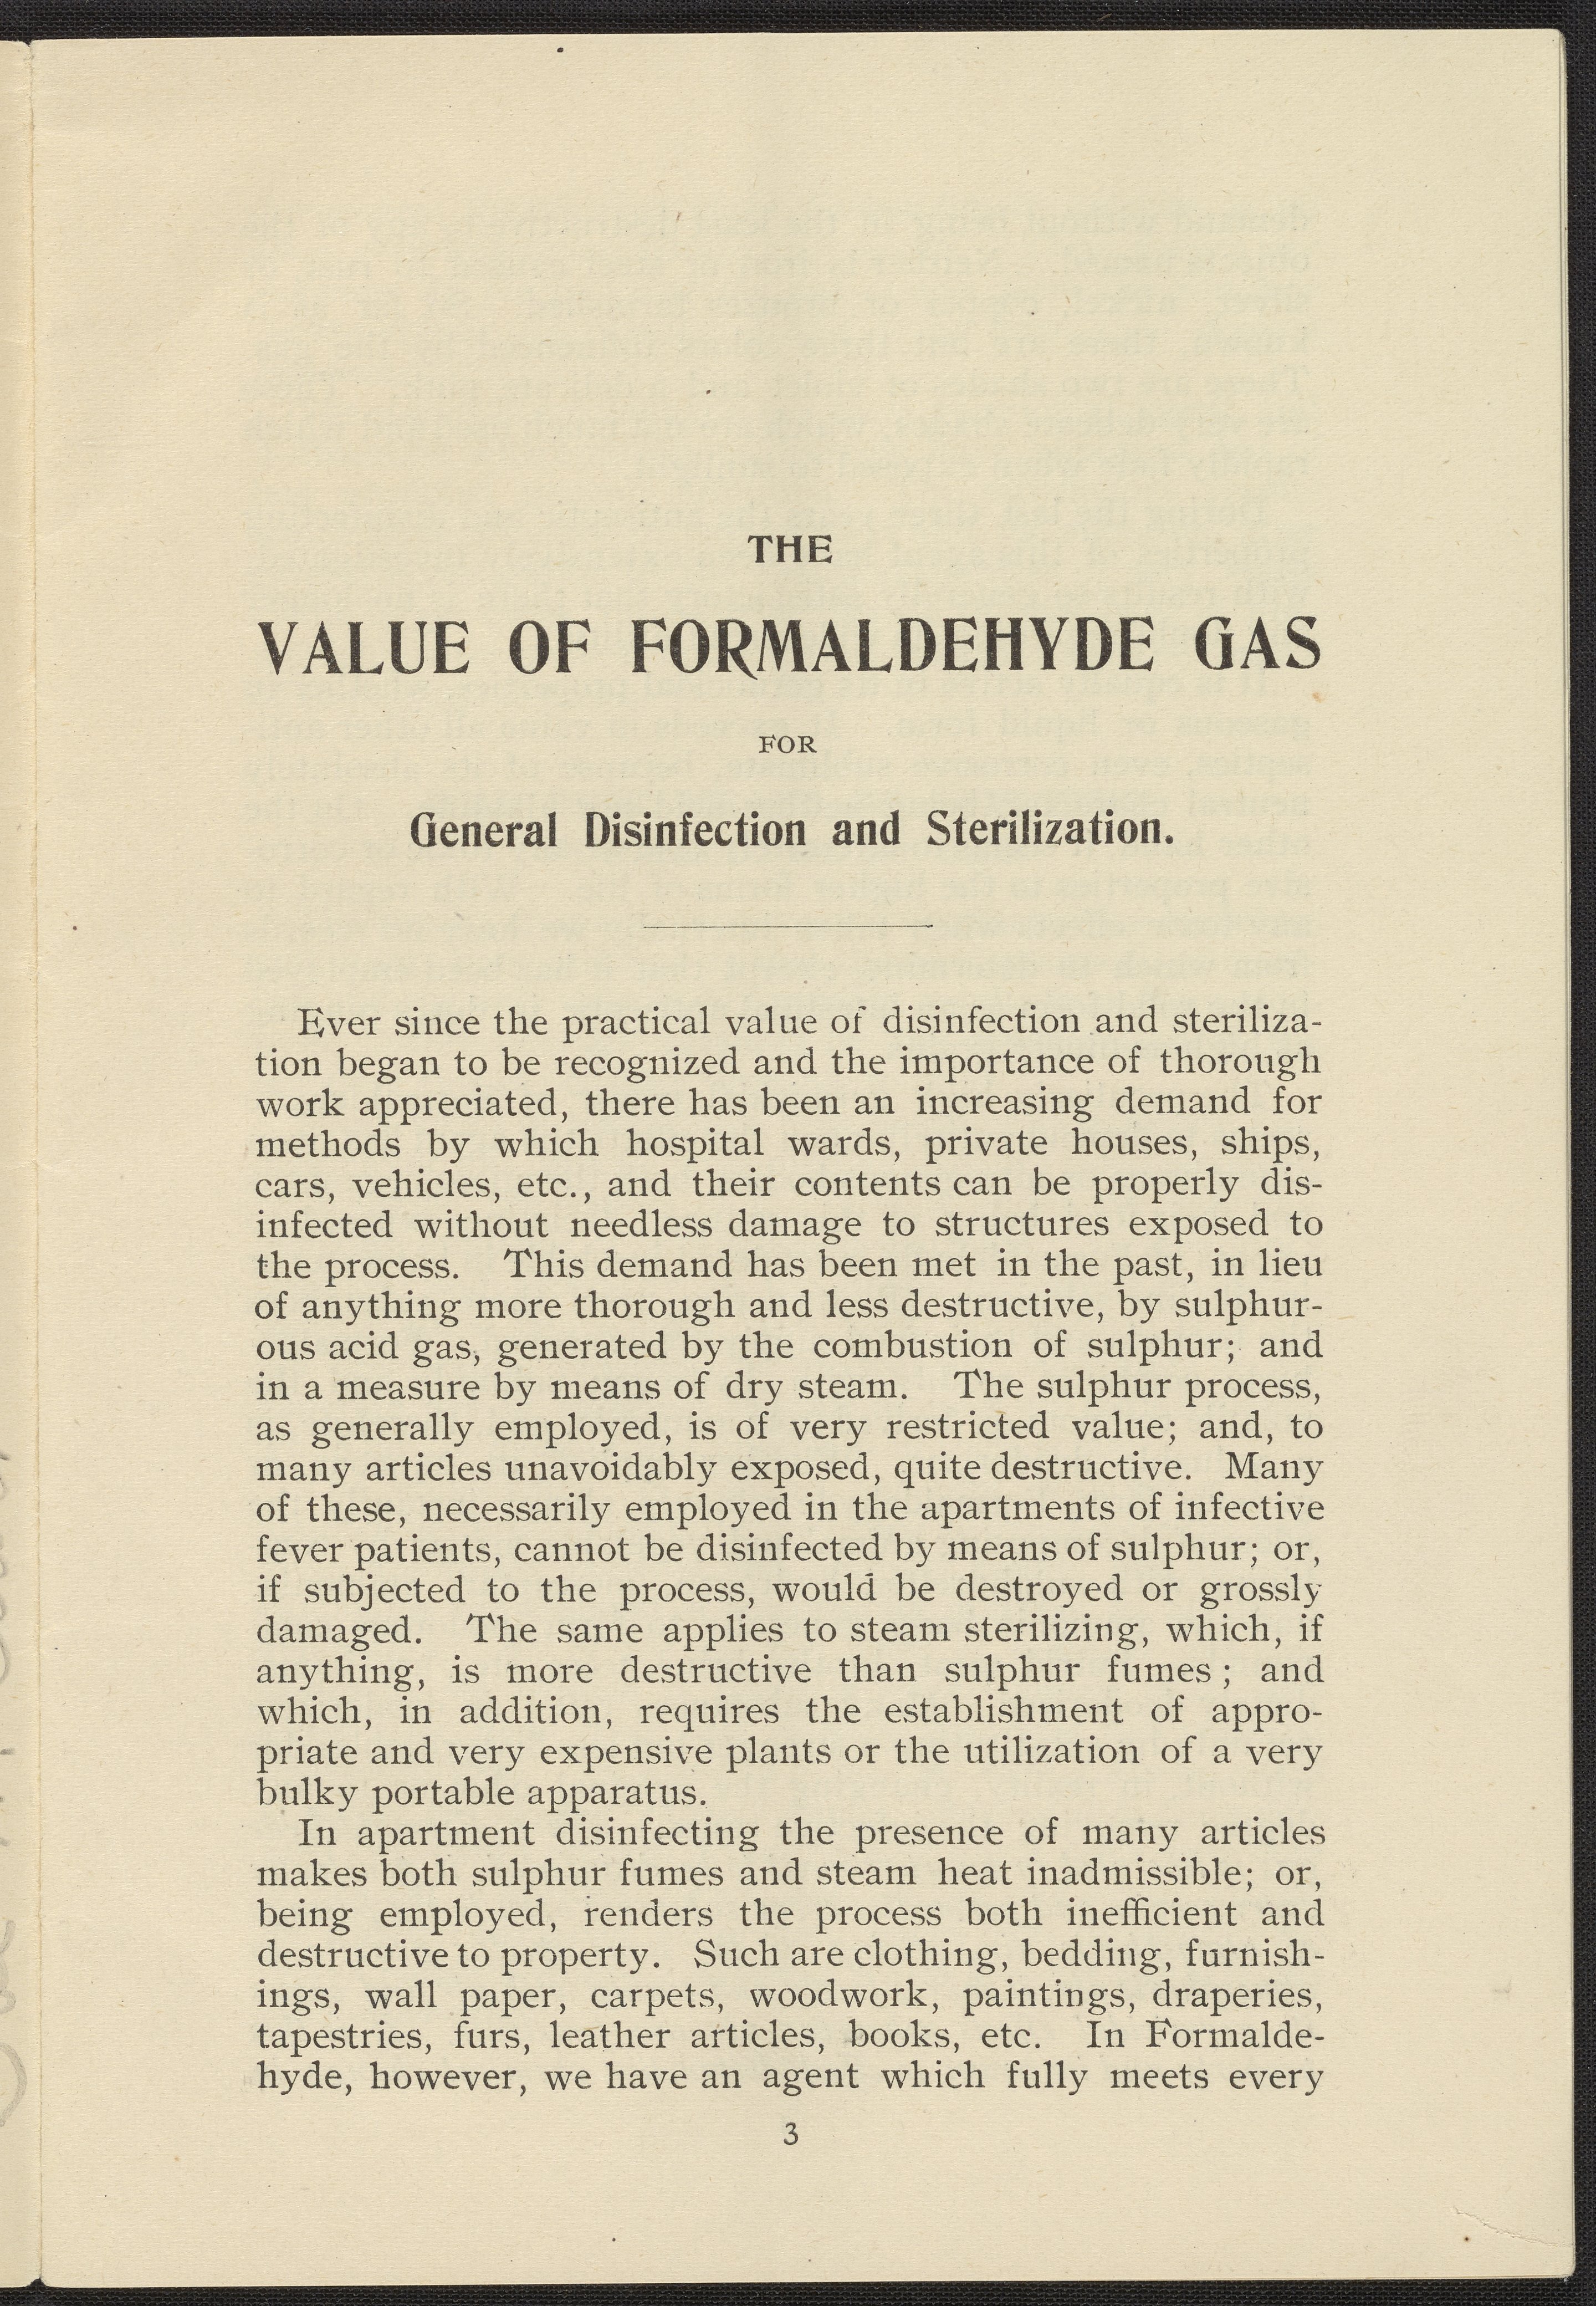 THE
VALUE OF FORMALDEHYDE GAS
FOR
General Disinfection and Sterilization.
Ever since the practical value of disinfection and steriliza-
tion began to be recognized and the importance of thorough
work appreciated, there has been an increasing demand for
methods by which hospital wards, private houses, ships,
cars, vehicles, etc., and their contents can be properly dis-
infected without needless damage to structures exposed to
the process. This demand has been met in the past, in lieu
of anything more thorough and less destructive, by sulphur-
ous acid gas, generated by the combustion of sulphur; and
in a measure by means of dry steam. The sulphur process,
as generally employed, is of very restricted value; and, to
many articles unavoidably exposed, quite destructive. Many
of these, necessarily employed in the apartments of infective
fever patients, cannot be disinfected by means of sulphur; or,
if subjected to the process, would be destroyed or grossly
damaged. The same applies to steam sterilizing, which, if
anything, is more destructive than sulphur fumes; and
which, in addition, requires the establishment of appro-
priate and very expensive plants or the utilization of a very
bulky portable apparatus.
In apartment disinfecting the presence of many articles
makes both sulphur fumes and steam heat inadmissible; or,
being employed, renders the process both inefficient and
destructive to property. Such are clothing, bedding, furnish-
ings, wall paper, carpets, woodwork, paintings, draperies,
tapestries, furs, leather articles, books, etc. In Formalde-
hyde, however, we have an agent which fully meets every
3